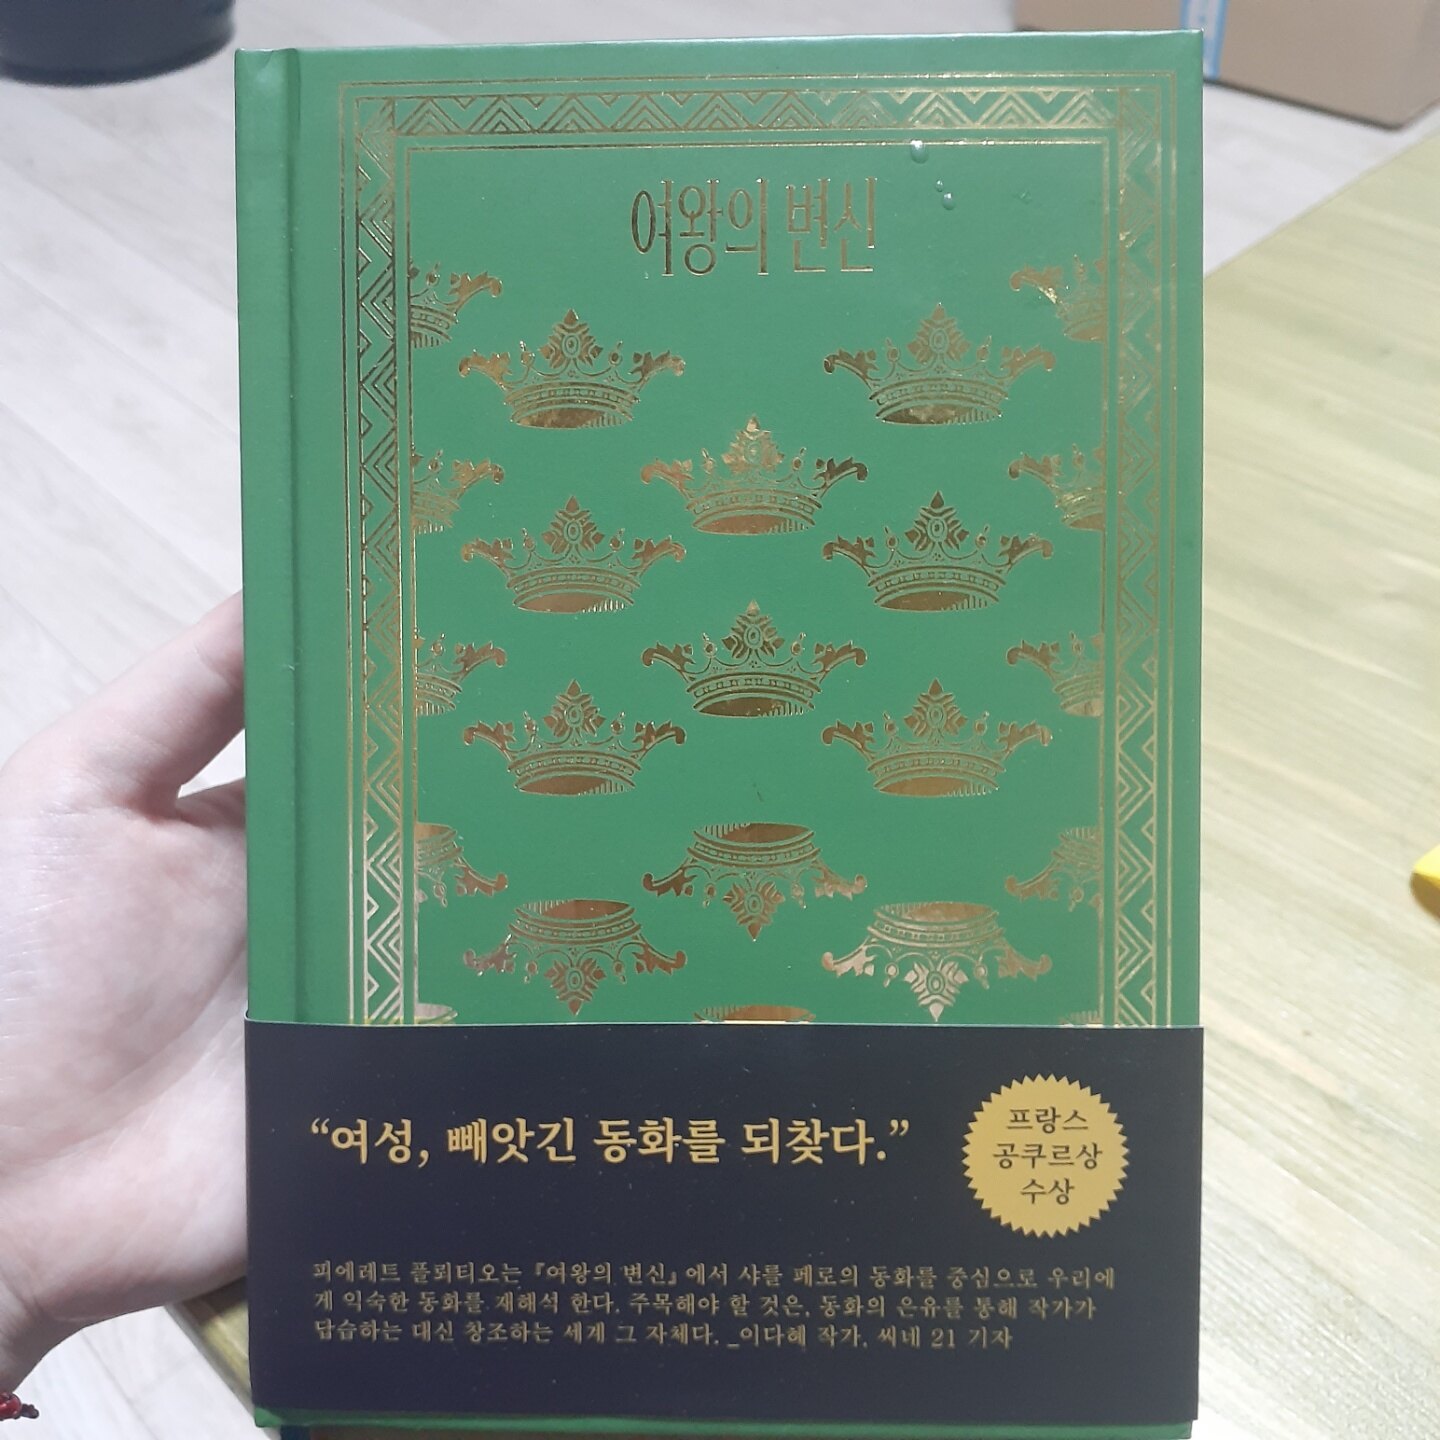 여왕의 변신
“여성, 빼앗긴 동화를 되찾다.”
프랑스
공쿠르상
수상
피에레트 플뢰티오는 『여왕의 변신』에서 샤를 페로의 동화를 중심으로 우리에
게 익숙한 동화를 재해석 한다. 주목해야 할 것은, 동화의 은유를 통해 작가가
답습하는 대신 창조하는 세계 그 자체다. _이다혜 작가, 씨네 21 기자